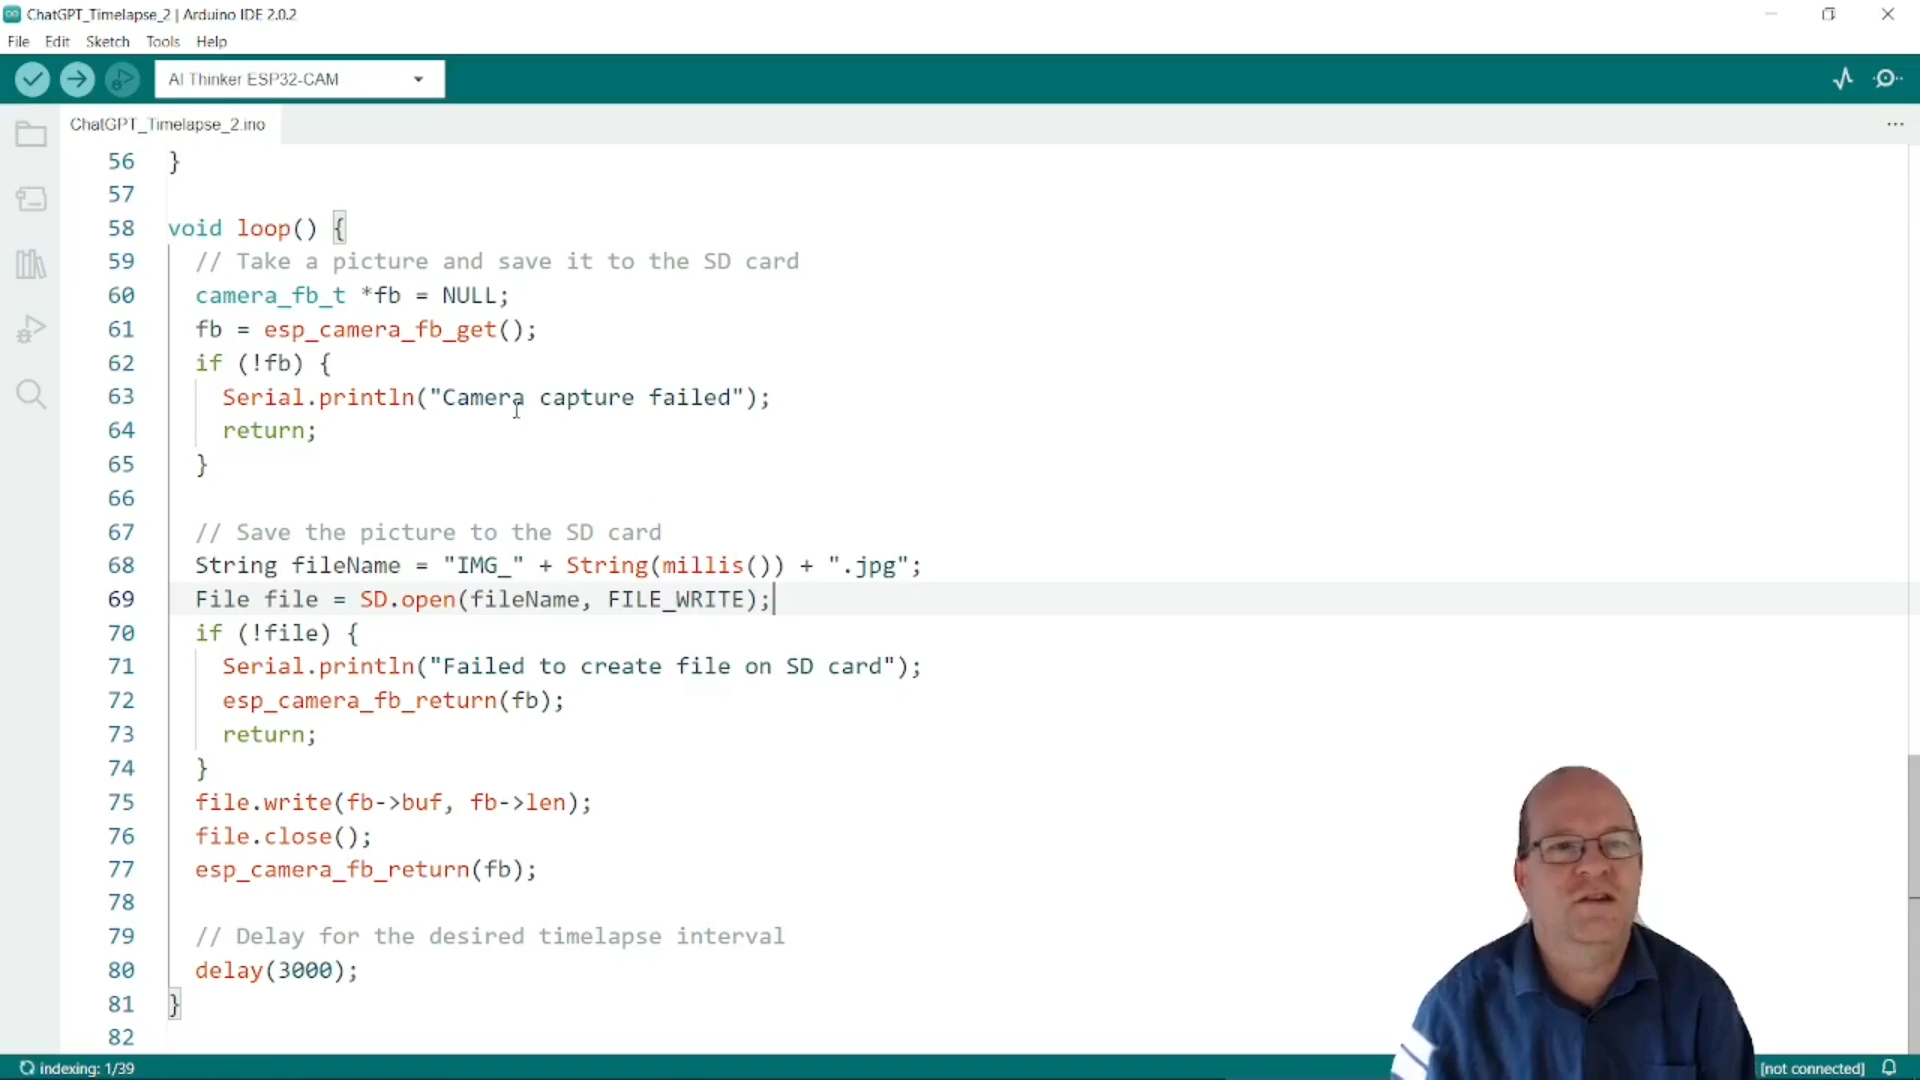 ChatGPT_Timelapse_2 | Arduino IDE 2.0.2
File Edit Sketch Tools Help
AI Thinker ESP32-CAM
ChatGPT_Timelapse_2.ino
56 }
57
58 void loop() {
59 // Take a picture and save it to the SD card
60 camera_fb_t *fb = NULL;
61 fb = esp_camera_fb_get();
62 if (!fb) {
63 Serial.println("Camera capture failed");
64 return;
65 }
66
67 // Save the picture to the SD card
68 String fileName = "IMG_" + String(millis()) + ".jpg";
69 File file = SD.open(fileName, FILE_WRITE);
70 if (!file) {
71 Serial.println("Failed to create file on SD card");
72 esp_camera_fb_return(fb);
73 return;
74 }
75 file.write(fb->buf, fb->len);
76 file.close();
77 esp_camera_fb_return(fb);
78
79 // Delay for the desired timelapse interval
80 delay(3000);
81 }
82
indexing: 1/39 [not connected]